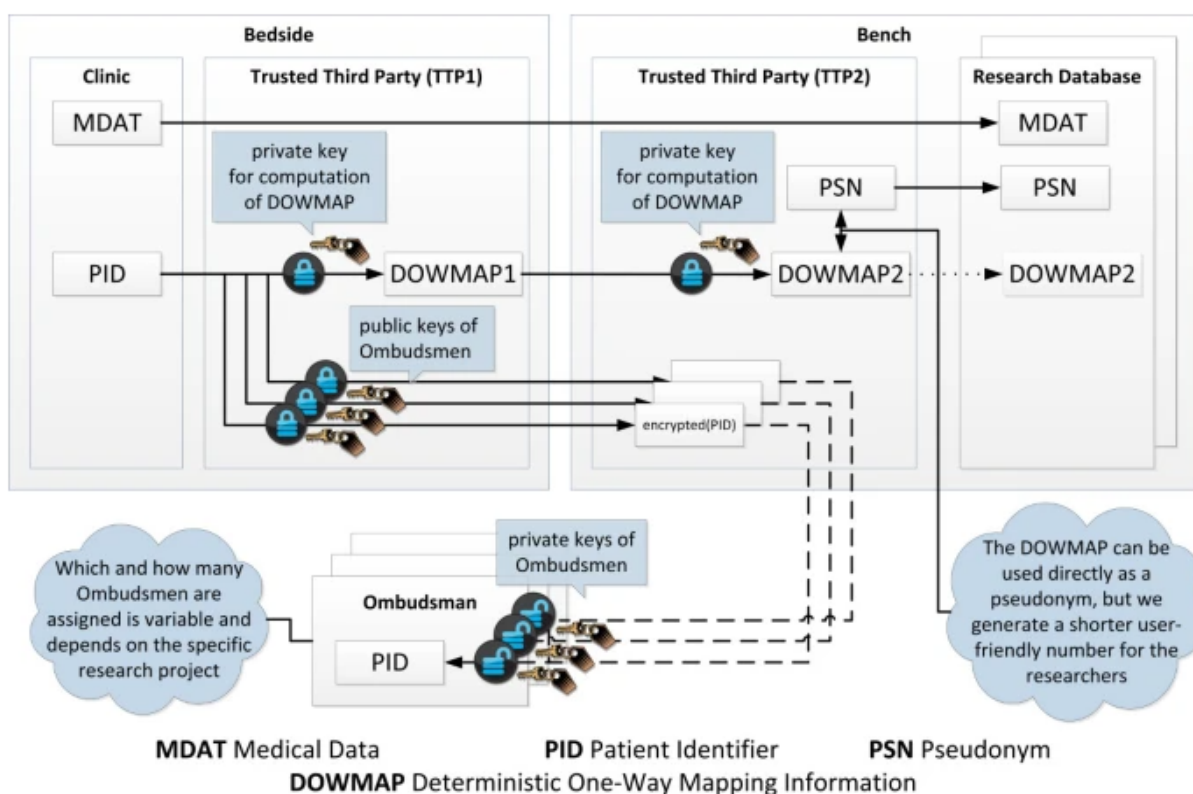 Bedside
Bench
Clinic
Trusted Third Party (TTP1)
Trusted Third Party (TTP2)
Research Database
MDAT
MDAT
private key
for computation
of DOWMAP
private key
for computation
of DOWMAP
PSN
PSN
PID
DOWMAP1
DOWMAP2
DOWMAP2
public keys of
Ombudsmen
encrypted(PID)
Which and how many
Ombudsmen are
assigned is variable and
depends on the specific
research project
Ombudsman
PID
private keys of
Ombudsmen
The DOWMAP can be
used directly as a
pseudonym, but we
generate a shorter user-
friendly number for the
researchers
MDAT Medical Data
PID Patient Identifier
PSN Pseudonym
DOWMAP Deterministic One-Way Mapping Information